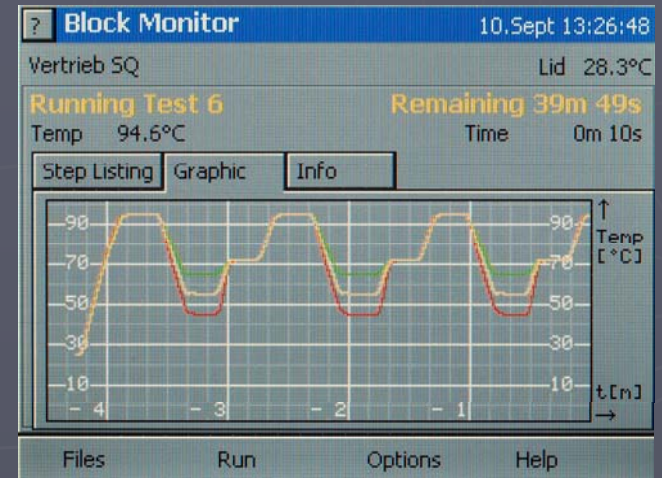 ? Block Monitor 10.Sept 13:26:48
Vertrieb SQ Lid 28.3°C
Running Test 6 Remaining 39m 49s
Temp 94.6°C Time 0m 10s
Step Listing Graphic Info
90 90 ↑
Temp
70 70 [°C]
50 50
30 30
10 10 t[m]
- 4 - 3 - 2 - 1 →
Files Run Options Help